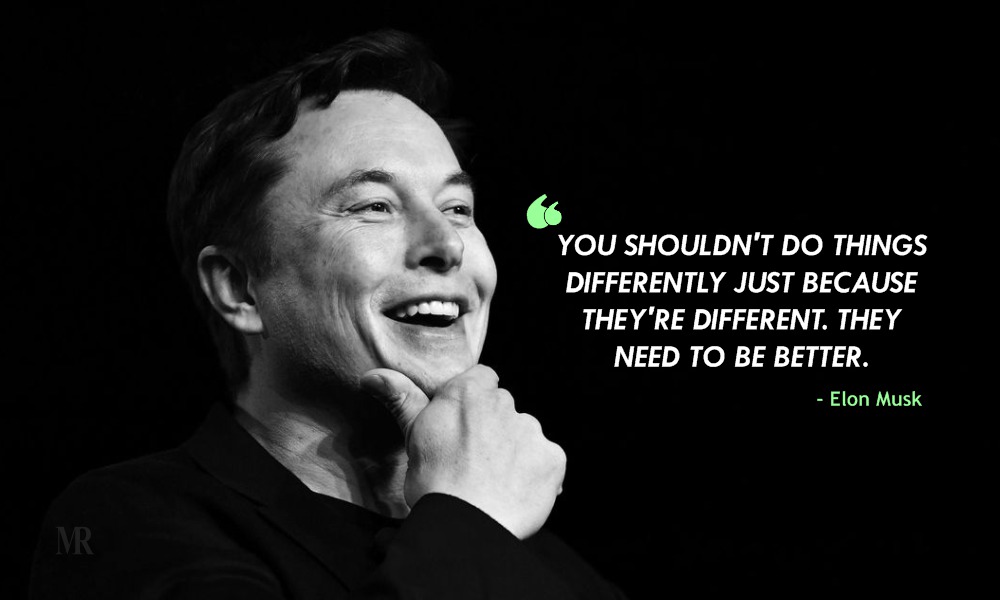 YOU SHOULDN'T DO THINGS
DIFFERENTLY JUST BECAUSE
THEY'RE DIFFERENT. THEY
NEED TO BE BETTER.
- Elon Musk
MR